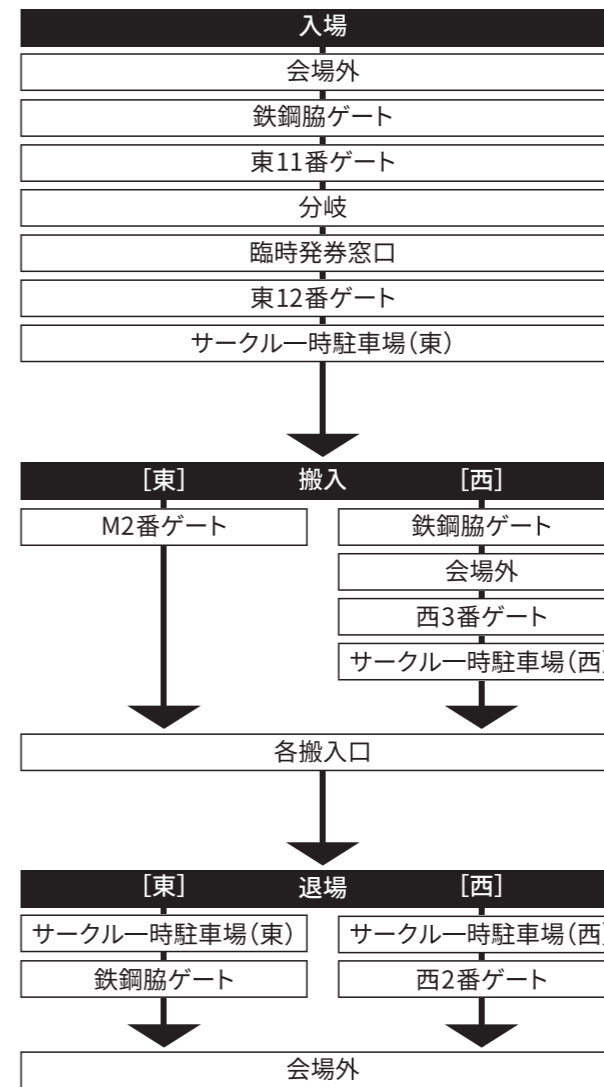 入場
会場外
鉄鋼脇ゲート
東11番ゲート
分岐
臨時発券窓口
東12番ゲート
サークル一時駐車場(東)
[東] 搬入 [西]
M2番ゲート 鉄鋼脇ゲート
会場外
西3番ゲート
サークル一時駐車場(西)
各搬入口
[東] 退場 [西]
サークル一時駐車場(東) サークル一時駐車場(西)
鉄鋼脇ゲート 西2番ゲート
会場外